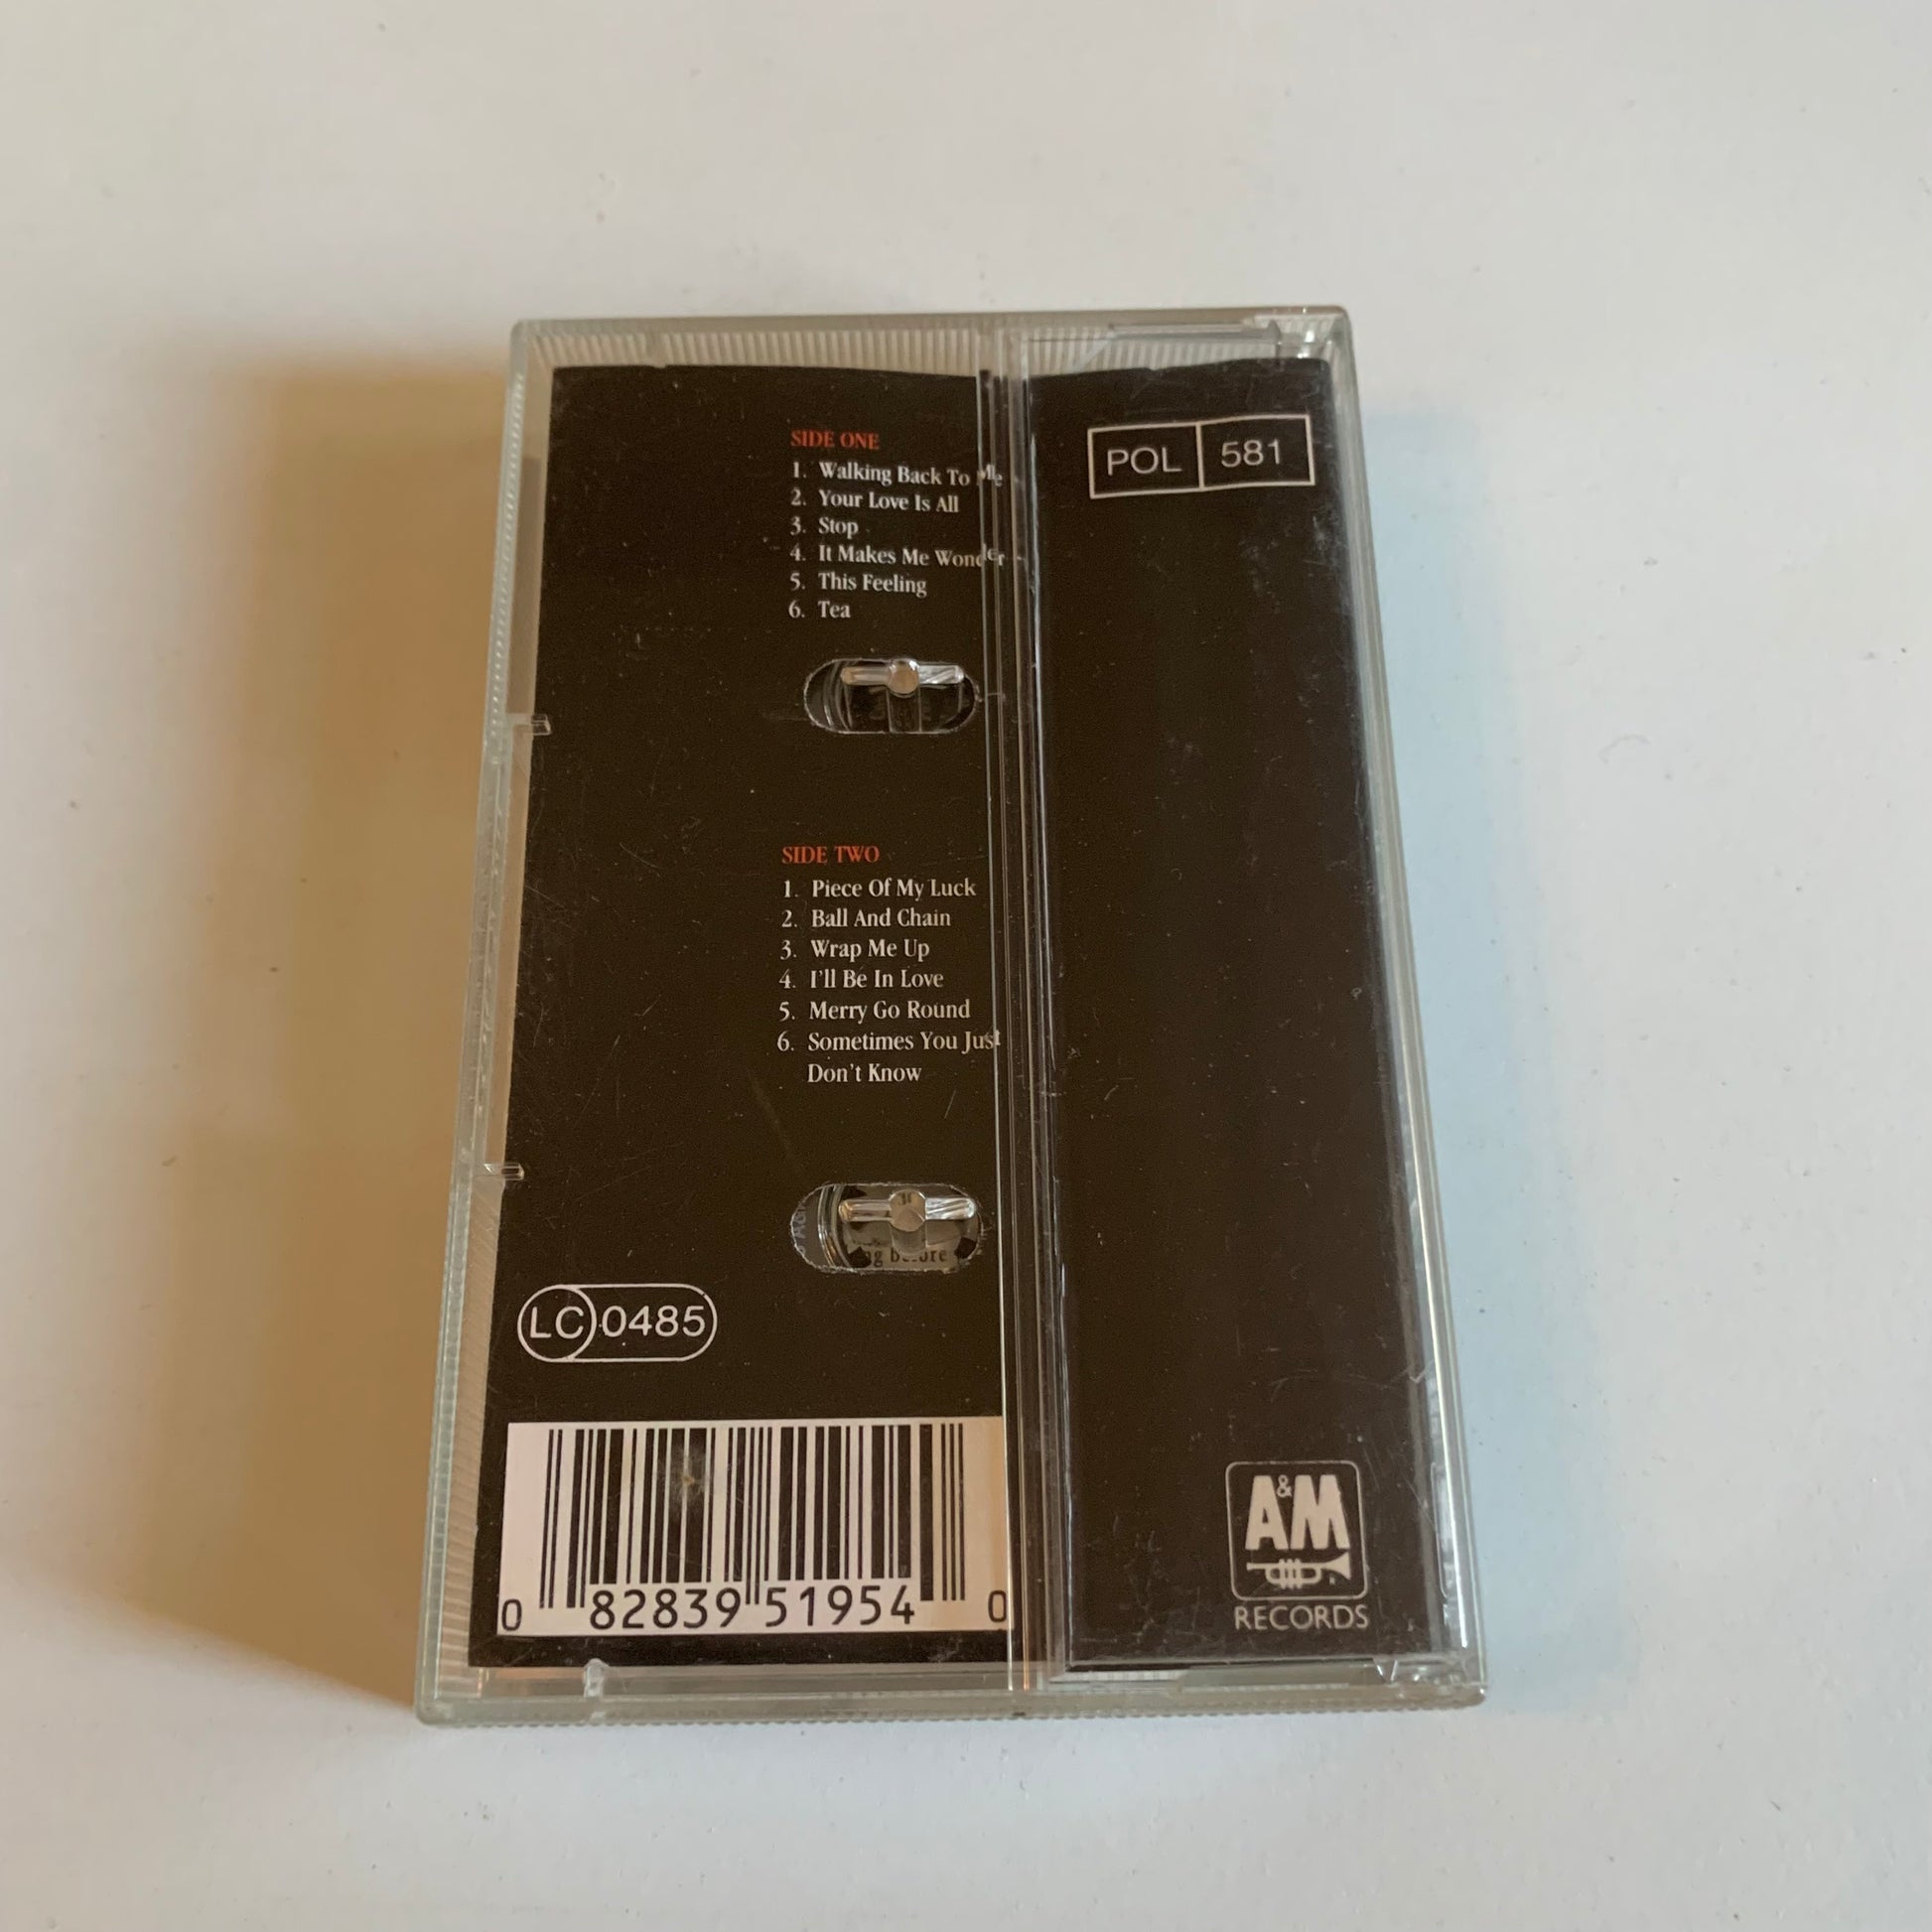 SIDE ONE
1. Walking Back To Me
2. Your Love Is All
3. Stop
4. It Makes Me Wonder
5. This Feeling
6. Tea
SIDE TWO
1. Piece Of My Luck
2. Ball And Chain
3. Wrap Me Up
4. I'll Be In Love
5. Merry Go Round
6. Sometimes You Just
Don't Know
before
LC 0485
0 82839 51954 0
POL 581
A&M
RECORDS